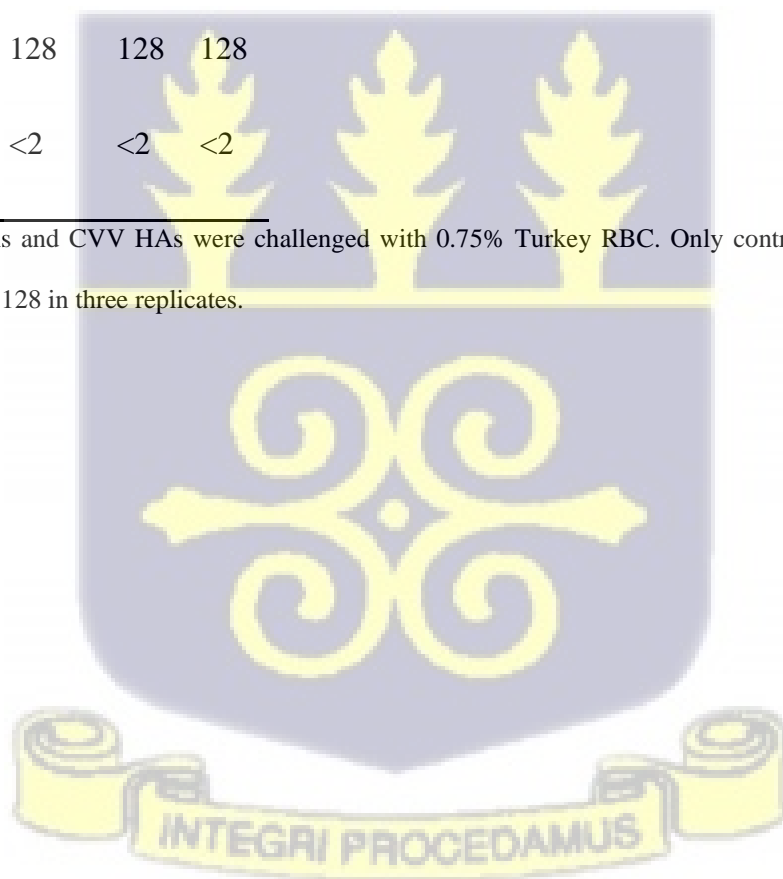 128 128 128
<2 <2 <2
and CVV HAs were challenged with 0.75% Turkey RBC. Only
128 in three replicates.
INTEGRI PROCEDAMUS